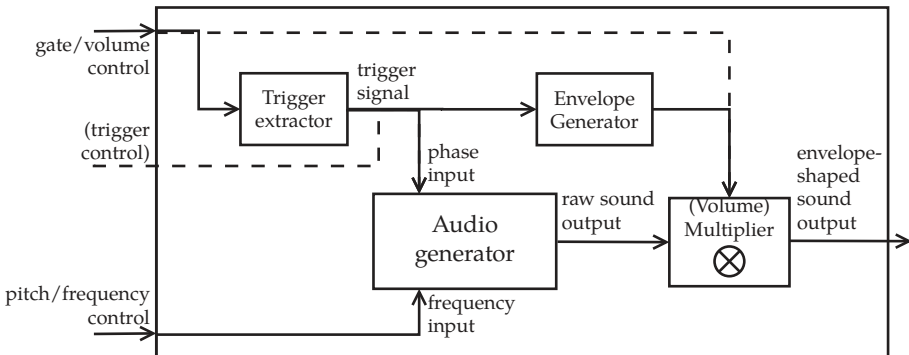 gate/volume
control
Trigger
extractor
trigger
signal
Envelope
Generator
(trigger
control)
phase
input
Audio
generator
raw sound
output
(Volume)
Multiplier
envelope-
shaped
sound
output
pitch/frequency
control
frequency
input